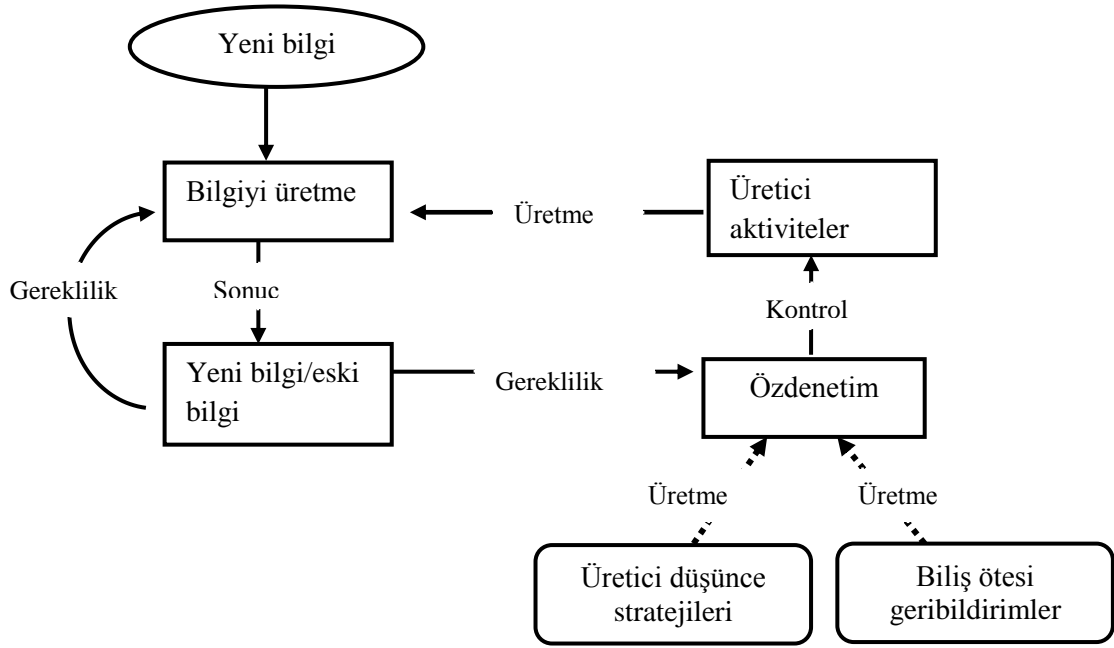 Yeni bilgi
Bilgiyi üretme
Üretme
Üretici
aktiviteler
Gereklilik
Sonuc
Kontrol
Yeni bilgi/eski
bilgi
Gereklilik
Özdenetim
Üretme
Üretme
Üretici düşünce
stratejileri
Biliş ötesi
geribildirimler